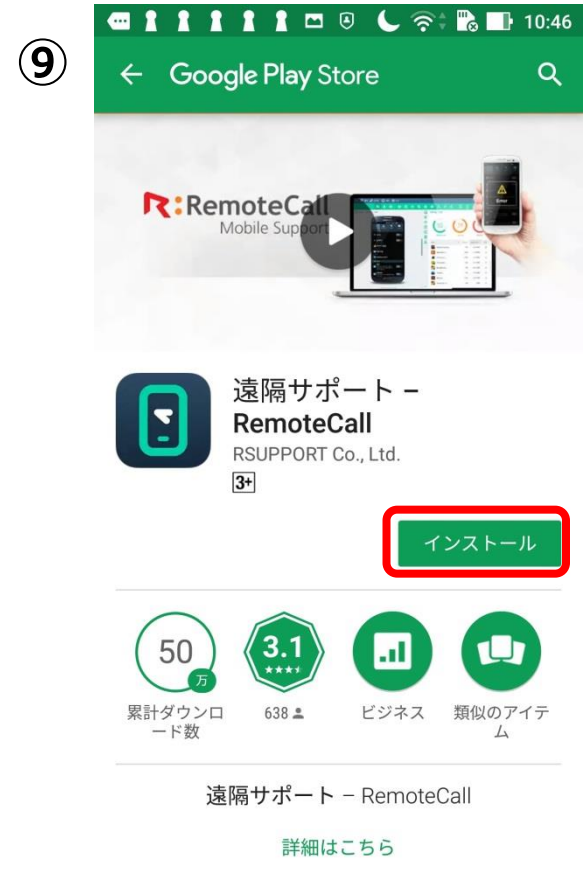 ⑨
10:46
Google Play Store
R:RemoteCall
Mobile Support
Error
遠隔サポート –
RemoteCall
RSUPPORT Co., Ltd.
3+
インストール
50
万
3.1
累計ダウンロ
ード数
638
ビジネス
類似のアイテ
ム
遠隔サポート – RemoteCall
詳細はこちら